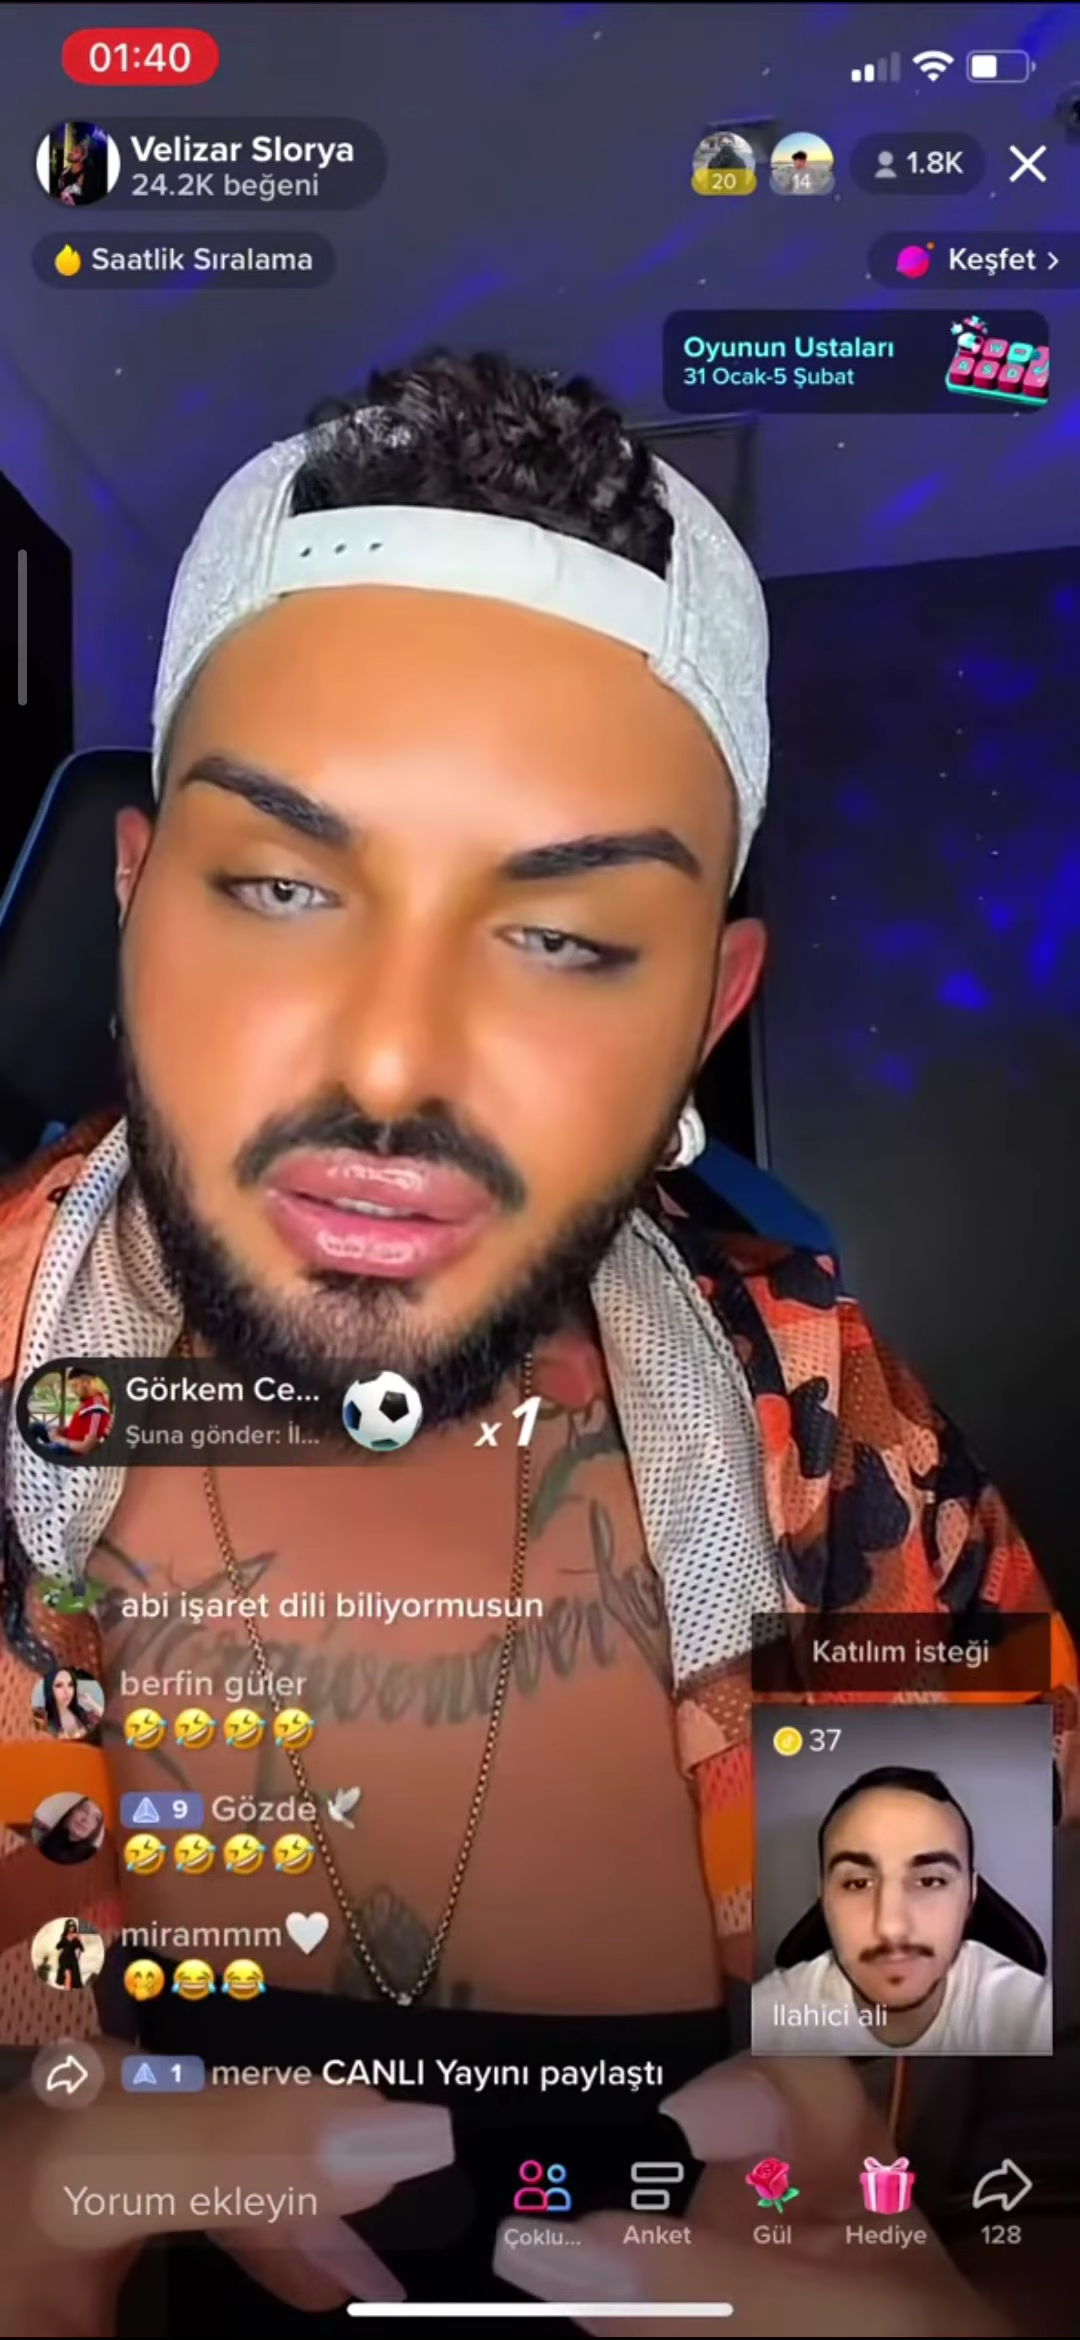 01:40
Velizar Slorya
24.2K beğeni
20
14
1.8K
Saatlik Sıralama
Keşfet >
Oyunun Ustaları
31 Ocak-5 Şubat
Görkem Ce...
Şuna gönder: İl...
x1
abi işaret dili biliyormusun
berfin güler
🤣🤣🤣🤣
9 Gözde🕊
🤣🤣🤣🤣
mirammm🤍
🤭😂😂
1 merve CANLI Yayını paylaştı
Katılım isteği
37
İlahici ali
Yorum ekleyin
Çoklu...
Anket
Gül
Hediye
128